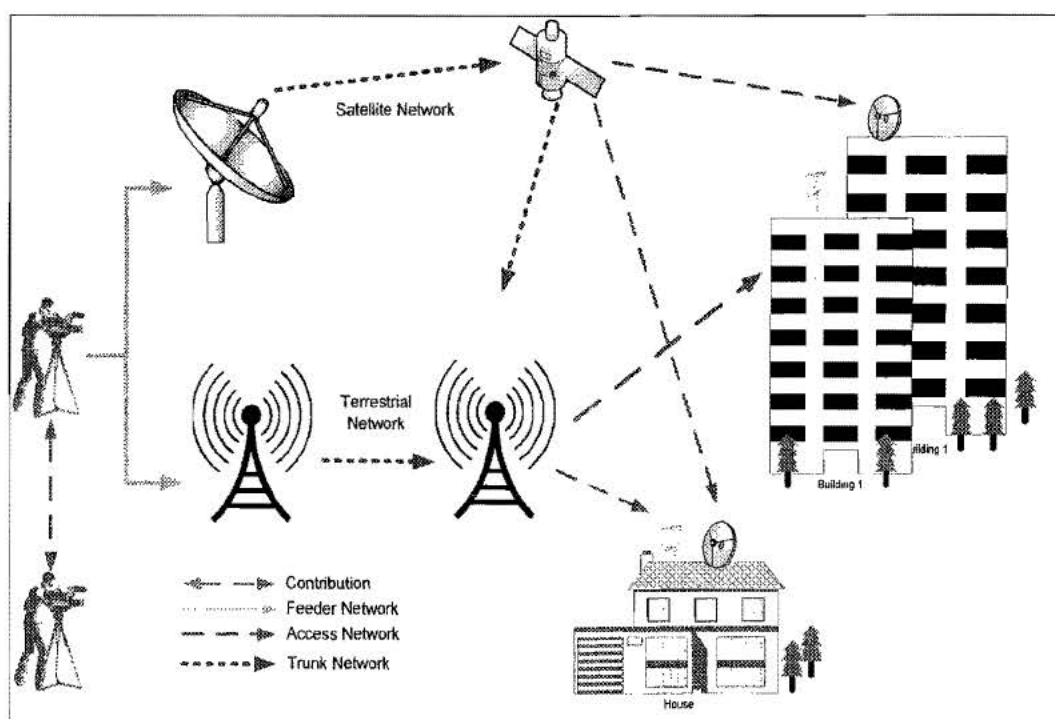 Satellite Network
Terrestrial
Network
uilding 1
Building 1
Contribution
Feeder Network
Access Network
Trunk Network
House